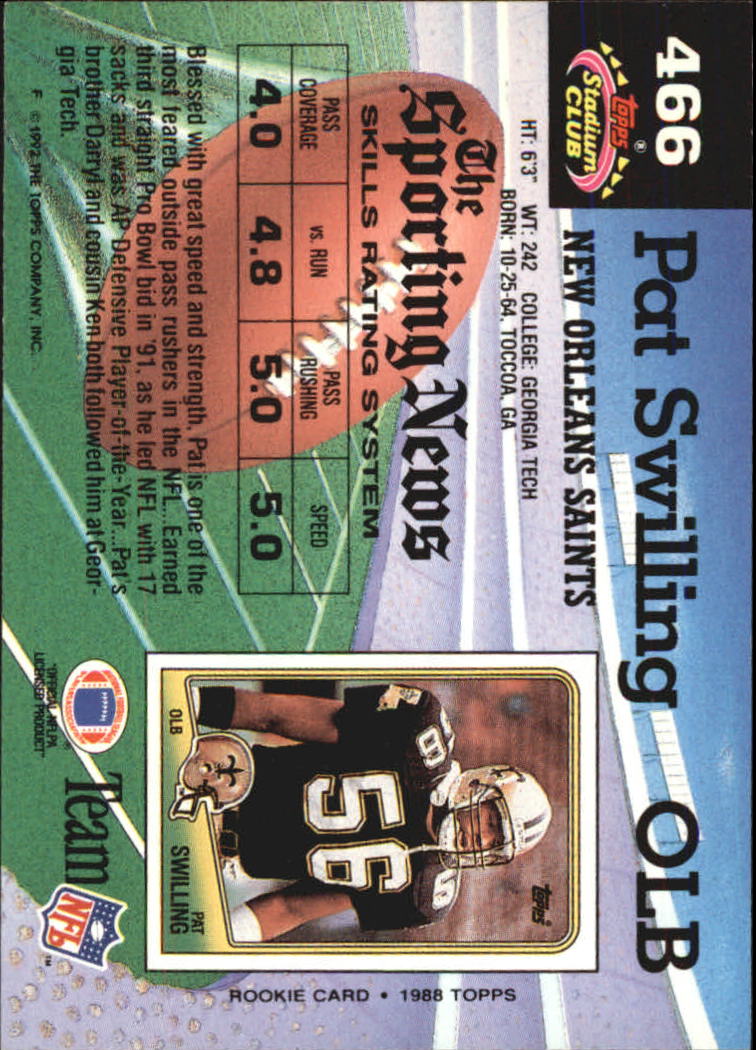 466
Topps®
Stadium
CLUB
Pat Swilling OLB
NEW ORLEANS SAINTS
HT: 6'3" WT: 242 COLLEGE: GEORGIA TECH
BORN: 10-25-64, TOCCOA, GA
The
Sporting News
SKILLS RATING SYSTEM
PASS COVERAGE vs. RUN PASS RUSHING SPEED
4.0 4.8 5.0 5.0
Blessed with great speed and strength, Pat is one of the
most feared outside pass rushers in the NFL...Earned
third straight Pro Bowl bid in '91, as he led NFL with 17
sacks and was AP Defensive Player-of-the-Year...Pat's
brother Daryl and cousin Ken both followed him at Geor-
gia Tech.
F © 1992 THE TOPPS COMPANY, INC.
Topps
56
OLB
PAT
SWILLING
ROOKIE CARD • 1988 TOPPS
"OFFICIAL NFLPA
LICENSED PRODUCT"
®
Team
NFL
™